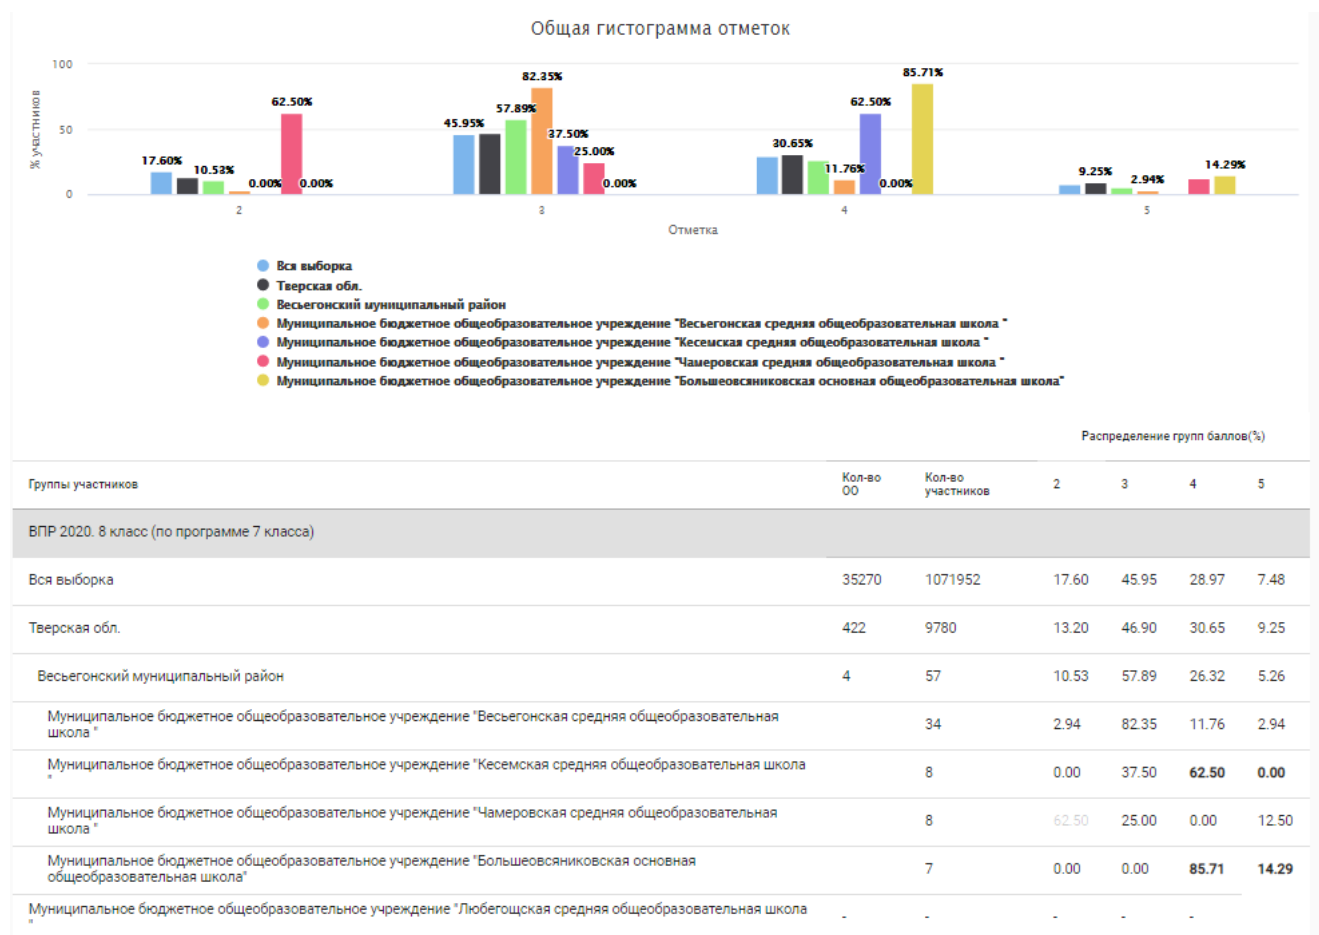 Общая гистограмма отметок
% участников
100
50
0
17.60%
10.53%
0.00%
62.50%
0.00%
45.95%
57.89%
82.35%
37.50%
25.00%
0.00%
30.65%
11.76%
62.50%
0.00%
85.71%
9.25%
2.94%
14.29%
2 3 4 5
Отметка
Вся выборка
Тверская обл.
Весьегонский муниципальный район
Муниципальное бюджетное общеобразовательное учреждение "Весьегонская средняя общеобразовательная школа "
Муниципальное бюджетное общеобразовательное учреждение "Кесемская средняя общеобразовательная школа "
Муниципальное бюджетное общеобразовательное учреждение "Чамеровская средняя общеобразовательная школа "
Муниципальное бюджетное общеобразовательное учреждение "Большеовсяниковская основная общеобразовательная школа"
Распределение групп баллов(%)
Группы участников Кол-во ОО Кол-во участников 2 3 4 5
ВПР 2020. 8 класс (по программе 7 класса)
Вся выборка 35270 1071952 17.60 45.95 28.97 7.48
Тверская обл. 422 9780 13.20 46.90 30.65 9.25
Весьегонский муниципальный район 4 57 10.53 57.89 26.32 5.26
Муниципальное бюджетное общеобразовательное учреждение "Весьегонская средняя общеобразовательная
школа " 34 2.94 82.35 11.76 2.94
Муниципальное бюджетное общеобразовательное учреждение "Кесемская средняя общеобразовательная школа
" 8 0.00 37.50 62.50 0.00
Муниципальное бюджетное общеобразовательное учреждение "Чамеровская средняя общеобразовательная
школа " 8 62.50 25.00 0.00 12.50
Муниципальное бюджетное общеобразовательное учреждение "Большеовсяниковская основная
общеобразовательная школа" 7 0.00 0.00 85.71 14.29
Муниципальное бюджетное общеобразовательное учреждение "Любегощская средняя общеобразовательная школа
" - - - - -